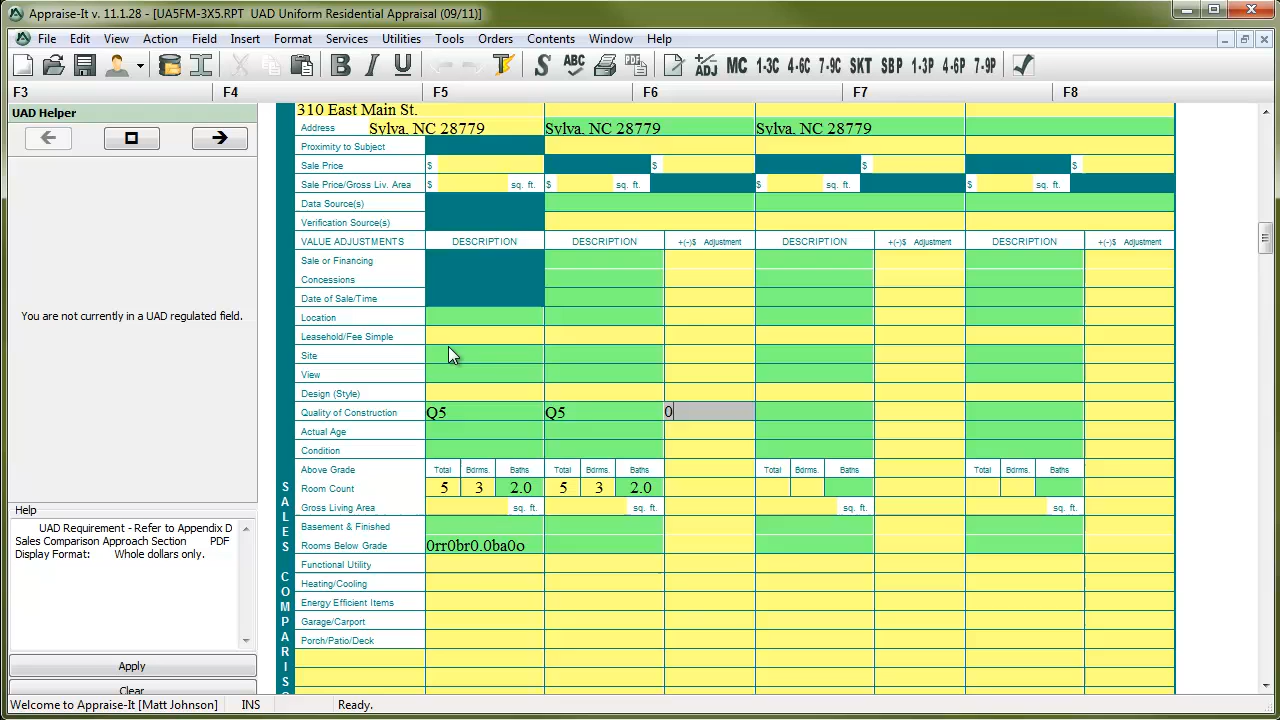 Appraise-It v. 11.1.28 - [UA5FM-3X5.RPT   UAD Uniform Residential Appraisal (09/11)]
File Edit View Action Field Insert Format Services Utilities Tools Orders Contents Window Help
B I U T S ABC PDF +/- ADJ MC 1-3C 4-6C 7-9C SKT SBP 1-3P 4-6P 7-9P
F3 F4 F5 F6 F7 F8
UAD Helper
You are not currently in a UAD regulated field.
Help
UAD Requirement - Refer to Appendix D
Sales Comparison Approach Section PDF
Display Format: Whole dollars only.
Apply
Clear
310 East Main St.
Address Sylva, NC 28779 Sylva, NC 28779 Sylva, NC 28779
Proximity to Subject
Sale Price $ $ $ $
Sale Price/Gross Liv. Area $ sq. ft. $ sq. ft. $ sq. ft. $ sq. ft.
Data Source(s)
Verification Source(s)
VALUE ADJUSTMENTS DESCRIPTION DESCRIPTION +(-)$ Adjustment DESCRIPTION +(-)$ Adjustment DESCRIPTION +(-)$ Adjustment
Sale or Financing
Concessions
Date of Sale/Time
Location
Leasehold/Fee Simple
Site
View
Design (Style)
Quality of Construction Q5 Q5 0
Actual Age
Condition
Above Grade Total Bdrms. Baths Total Bdrms. Baths Total Bdrms. Baths Total Bdrms. Baths
Room Count 5 3 2.0 5 3 2.0
Gross Living Area sq. ft. sq. ft. sq. ft. sq. ft.
Basement & Finished
Rooms Below Grade 0rr0br0.0ba0o
Functional Utility
Heating/Cooling
Energy Efficient Items
Garage/Carport
Porch/Patio/Deck
SALES COMPARIS
Welcome to Appraise-It [Matt Johnson] INS Ready.